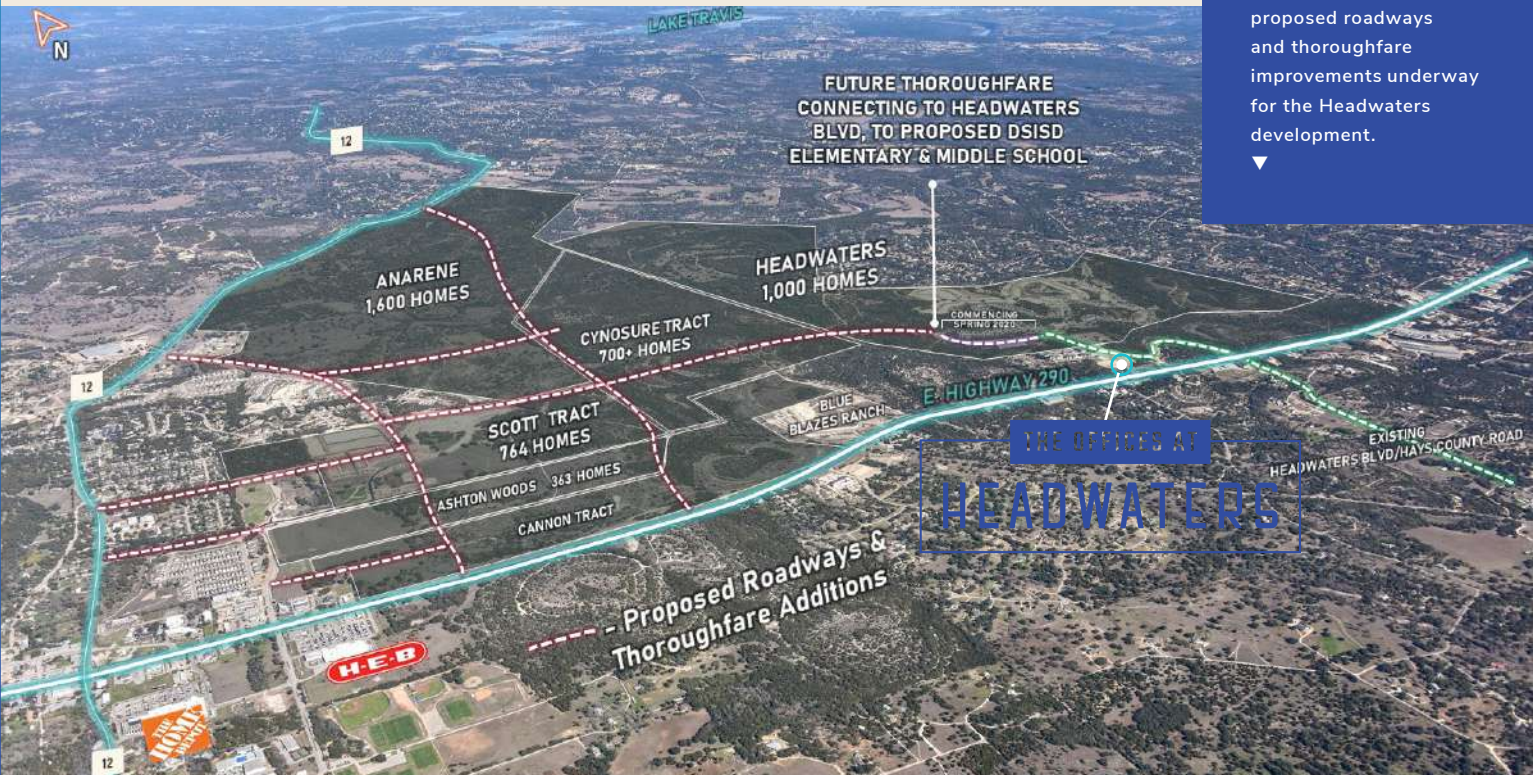 N
LAKE TRAVIS
proposed roadways
and thoroughfare
improvements underway
for the Headwaters
development.
▼
FUTURE THOROUGHFARE
CONNECTING TO HEADWATERS
BLVD, TO PROPOSED DSISD
ELEMENTARY & MIDDLE SCHOOL
12
ANARENE
1,600 HOMES
HEADWATERS
1,000 HOMES
COMMENCING
SPRING 2020
CYNOSURE TRACT
700+ HOMES
12
E. HIGHWAY 290
BLUE
BLAZES RANCH
SCOTT TRACT
764 HOMES
THE OFFICES AT
HEADWATERS
EXISTING
HEADWATERS BLVD/HAYS COUNTY ROAD
ASHTON WOODS 363 HOMES
CANNON TRACT
- Proposed Roadways &
Thoroughfare Additions
H-E-B
THE
HOME
DEPOT
12